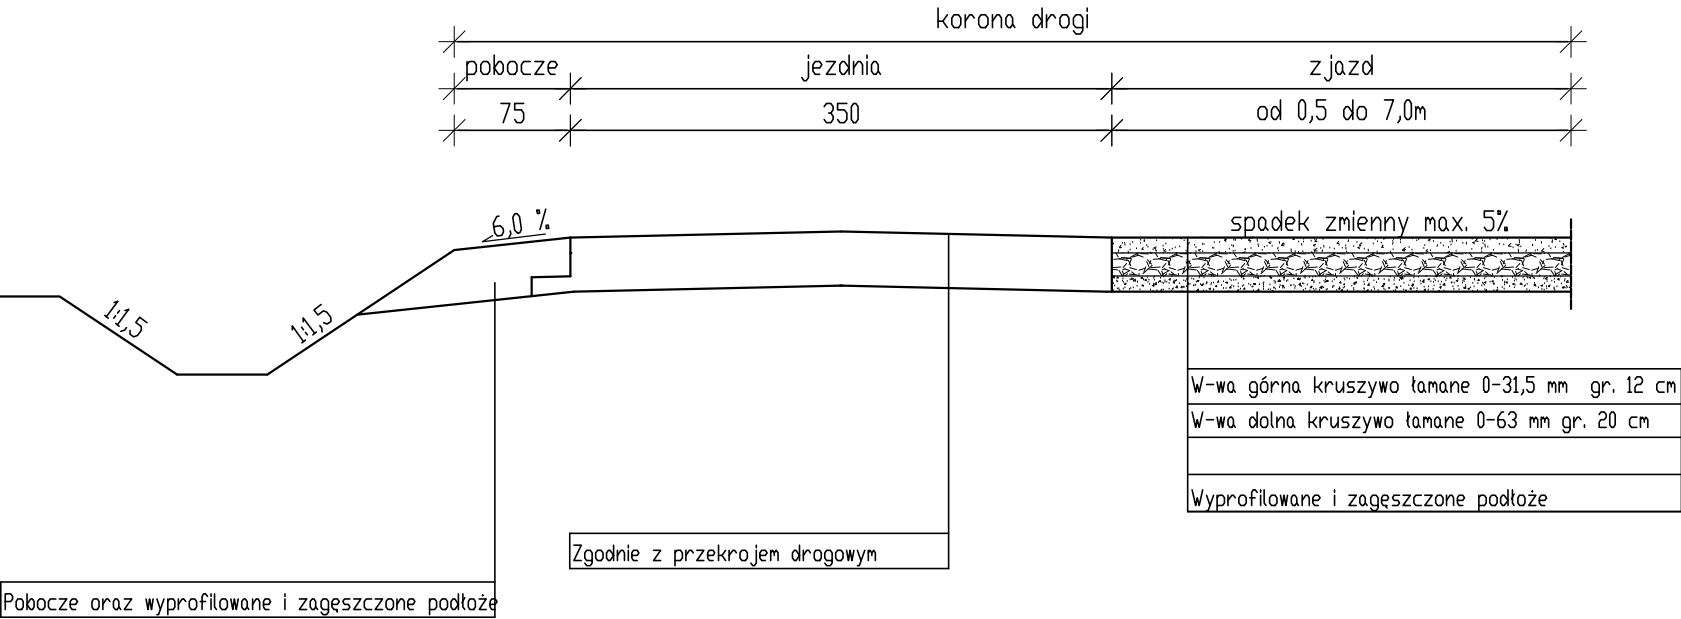 korona drogi
pobocze jezdnia zjazd
75 350 od 0,5 do 7,0m
6,0 % spadek zmienny max. 5%
1:1,5 1:1,5
W-wa górna kruszywo łamane 0-31,5 mm gr. 12 cm
W-wa dolna kruszywo łamane 0-63 mm gr. 20 cm
Wyprofilowane i zagęszczone podłoże
Zgodnie z przekrojem drogowym
Pobocze oraz wyprofilowane i zagęszczone podłoże